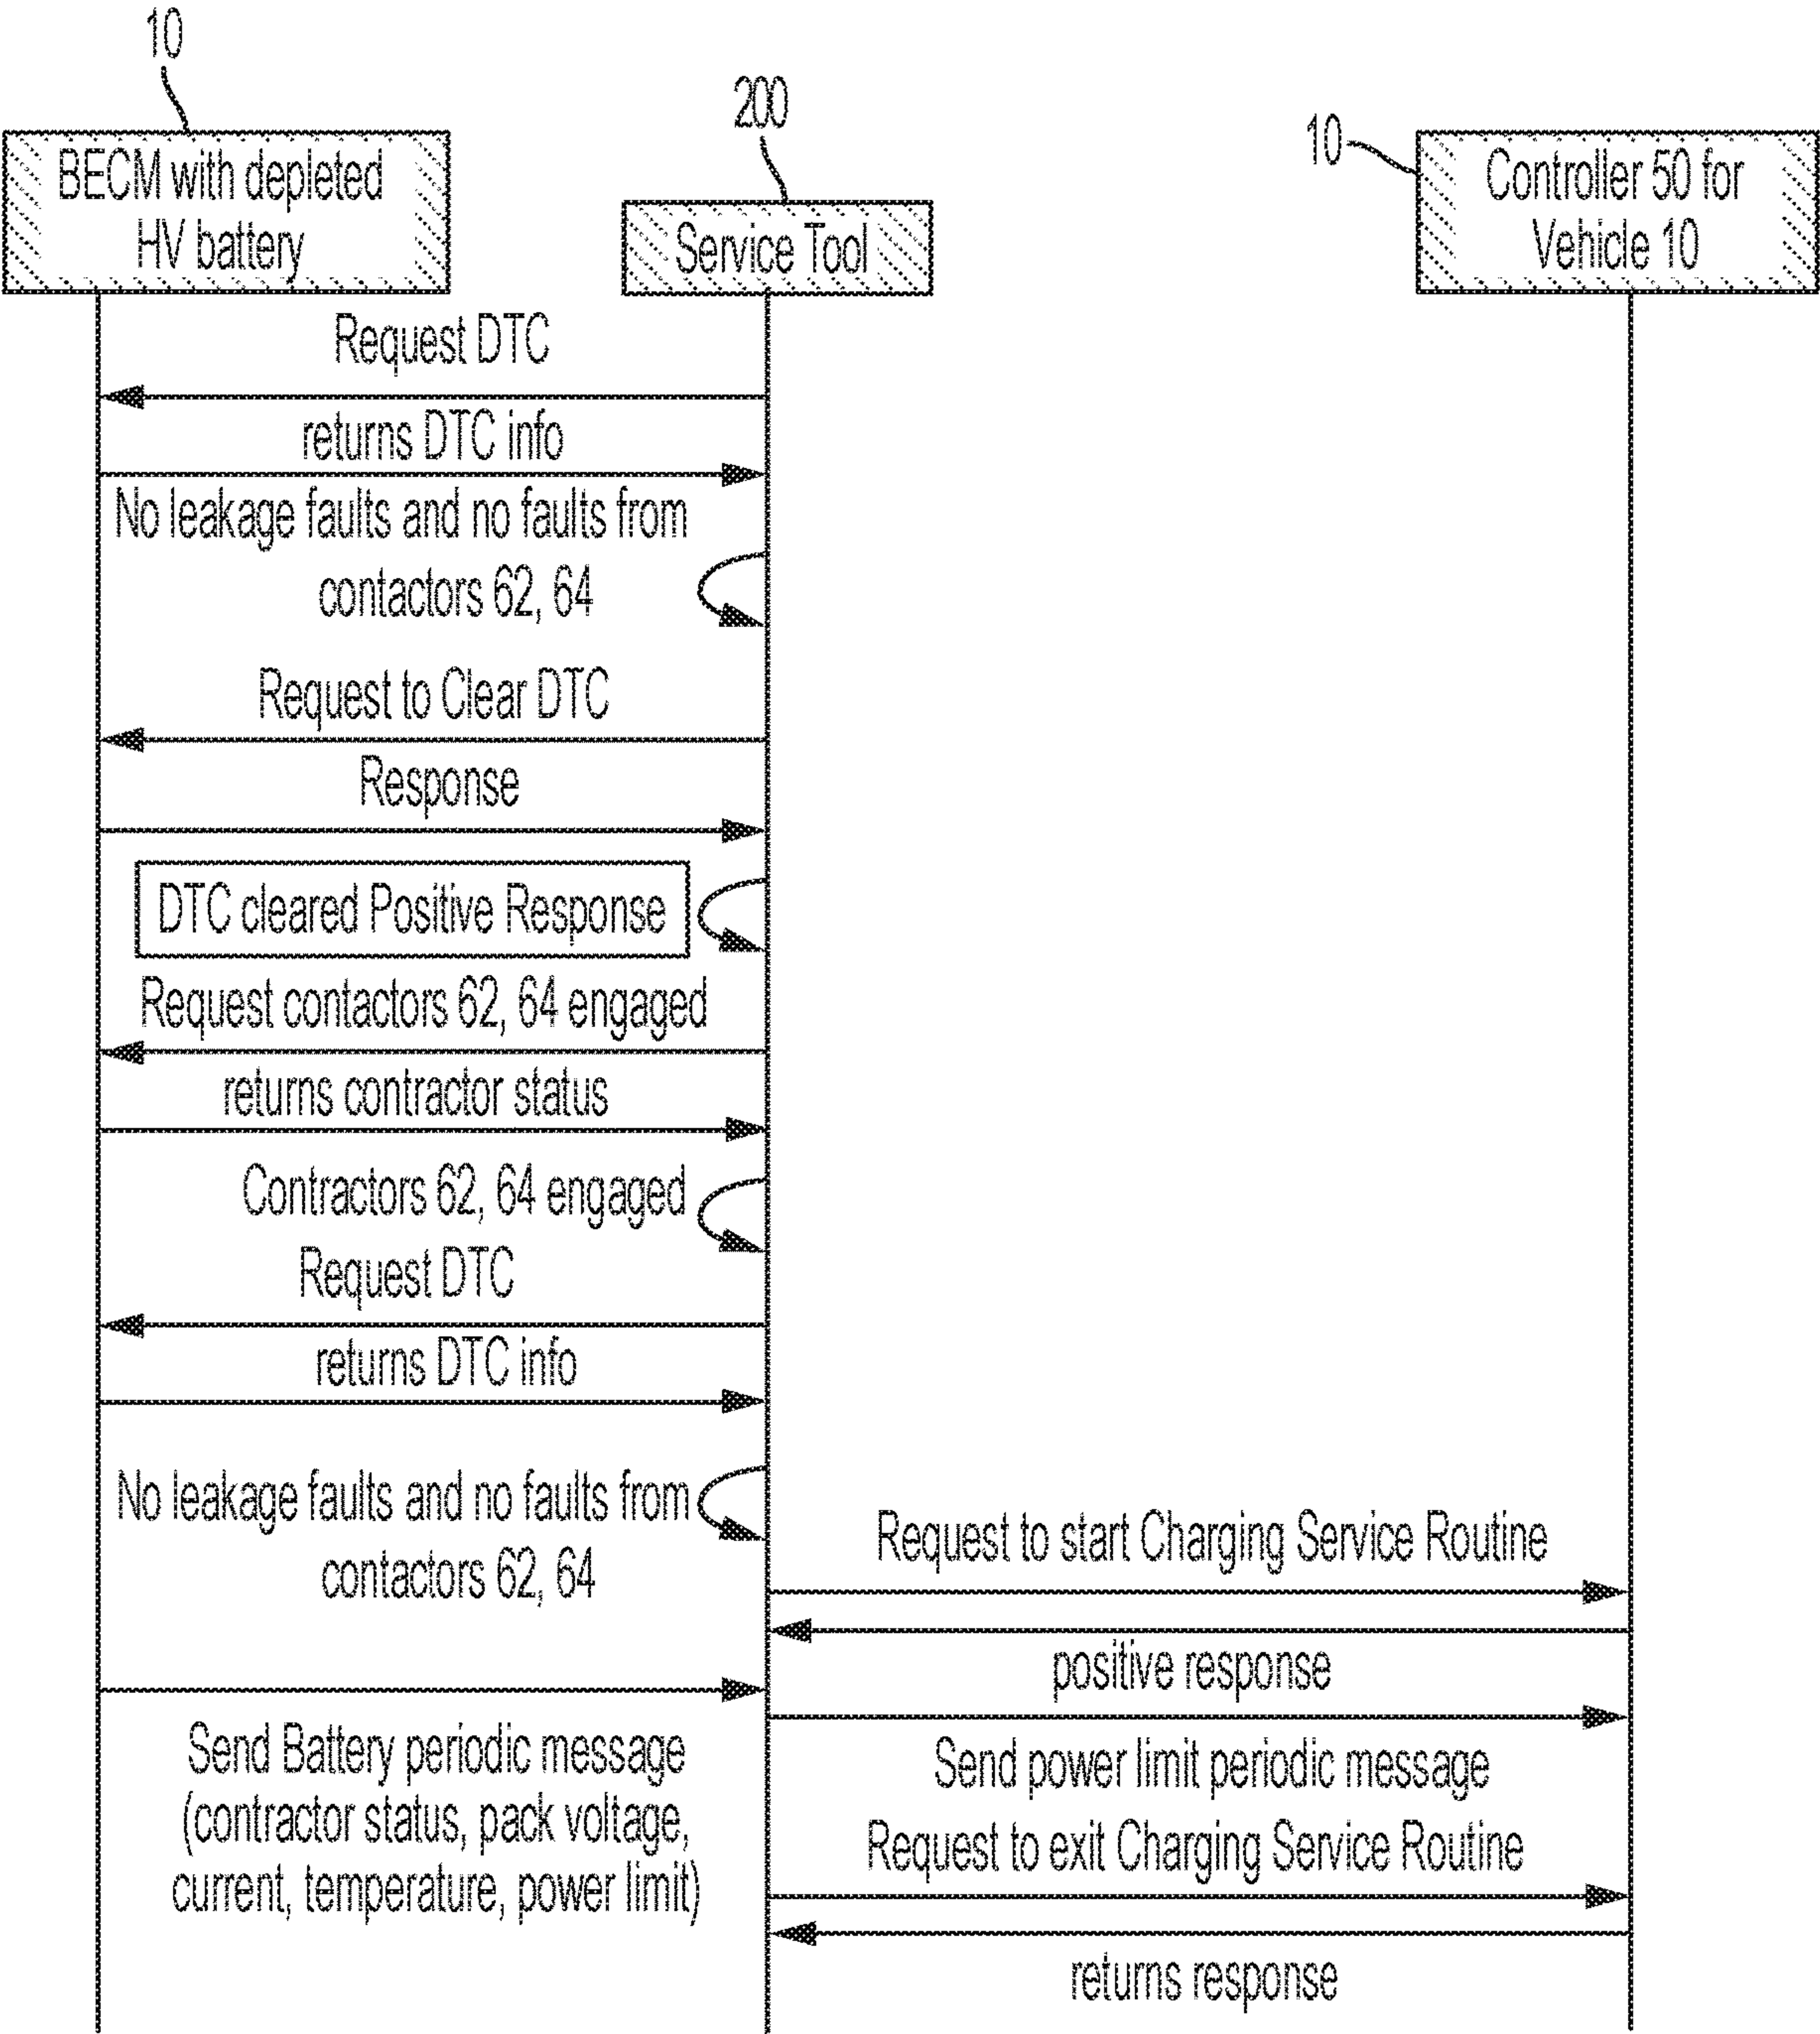 10
200
10
BECM with depleted
HV battery
Service Tool
Controller 50 for
Vehicle 10
Request DTC
returns DTC info
No leakage faults and no faults from
contactors 62, 64
Request to Clear DTC
Response
DTC cleared Positive Response
Request contactors 62, 64 engaged
returns contractor status
Contractors 62, 64 engaged
Request DTC
returns DTC info
No leakage faults and no faults from
contactors 62, 64
Request to start Charging Service Routine
positive response
Send Battery periodic message
(contractor status, pack voltage,
current, temperature, power limit)
Send power limit periodic message
Request to exit Charging Service Routine
returns response